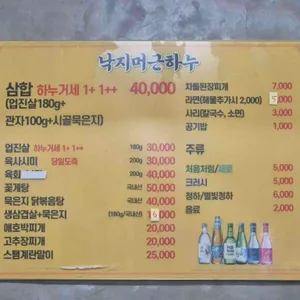 낙지머근하누
삼합 하누거세 1+ 1++ 40,000
(업진살180g+
관자100g+시골묵은지)
업진살 하누거세 1+ 1++ 180g 30,000
육사시미 당일도축 200g 30,000
육회 200g 40,000
꽃게탕 국내산 50,000
묵은지 닭볶음탕 국내산 40,000
생삼겹살+묵은지 (180g/국내산)
애호박찌개 20,000
고추장찌개 20,000
스팸계란말이 25,000
차돌된장찌개 7,000
라면(해물추가시 2,000) 5,000
사리(칼국수, 소면) 3,000
공기밥 1,000
주류
처음처럼/새로 5,000
크러시 5,000
청하/별빛청하 6,000
음료 2,000